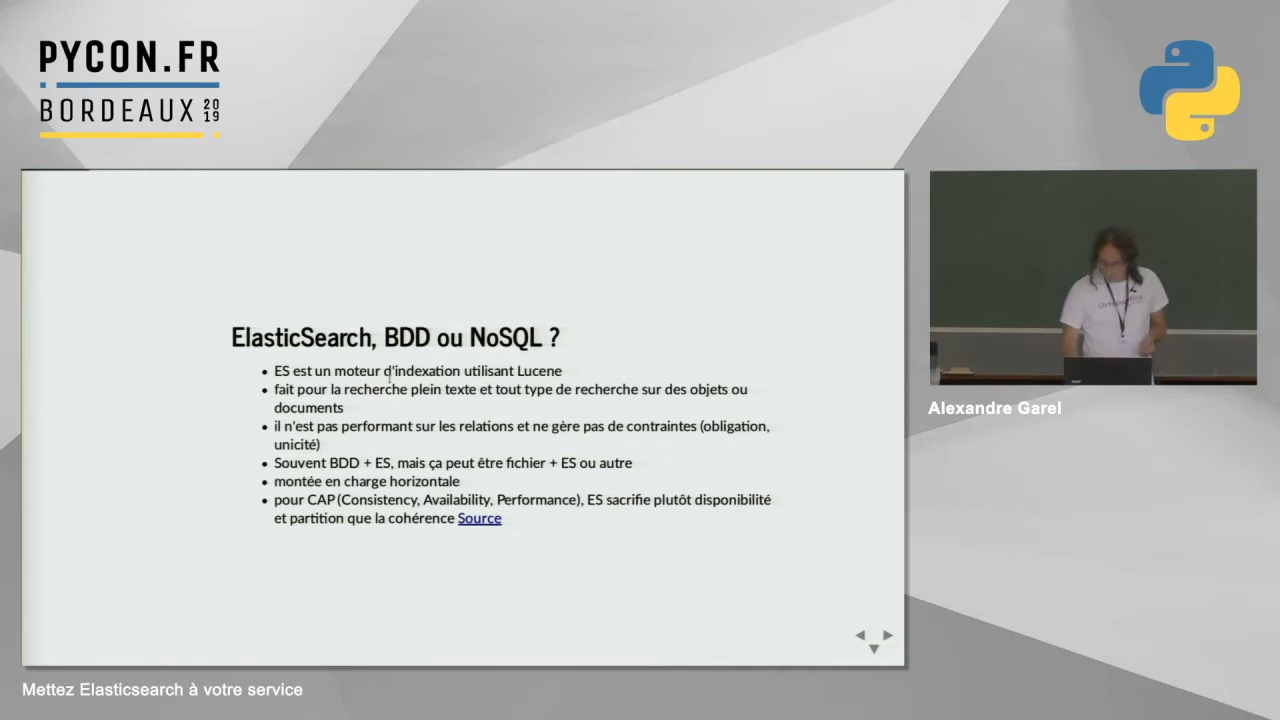 PYCON.FR
BORDEAUX 2019
ElasticSearch, BDD ou NoSQL ?
• ES est un moteur d'indexation utilisant Lucene
• fait pour la recherche plein texte et tout type de recherche sur des objets ou
documents
• il n'est pas performant sur les relations et ne gère pas de contraintes (obligation,
unicité)
• Souvent BDD + ES, mais ça peut être fichier + ES ou autre
• montée en charge horizontale
• pour CAP (Consistency, Availability, Performance), ES sacrifie plutôt disponibilité
et partition que la cohérence Source
Alexandre Garel
Mettez Elasticsearch à votre service